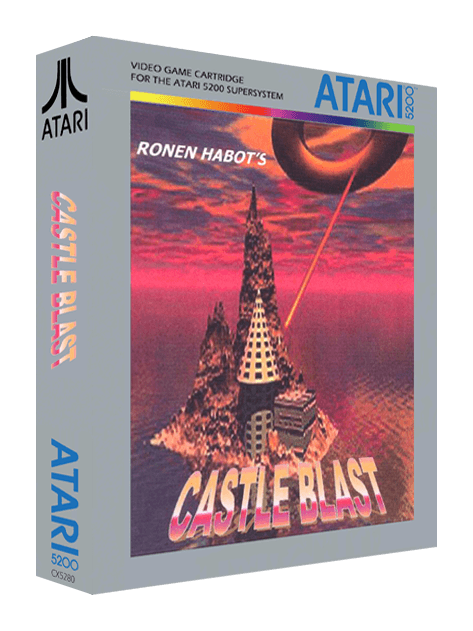 VIDEO GAME CARTRIDGE
FOR THE ATARI 5200 SUPERSYSTEM
ATARI
5200
RONEN HABOT'S
CASTLE BLAST
ATARI
CASTLE BLAST
ATARI
5200
CX5280